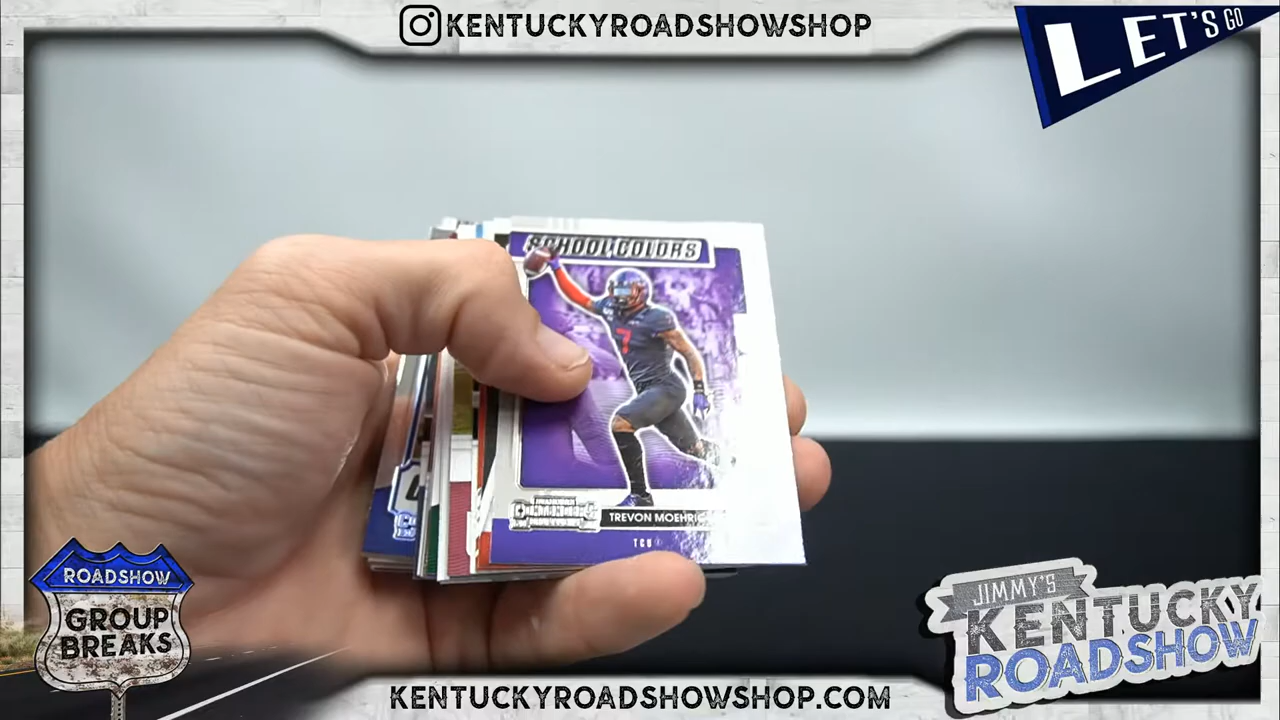 KENTUCKYROADSHOWSHOP
LET'S GO
SCHOOL COLORS
7
TREVON MOEHRIG
TCU
ROADSHOW
GROUP
BREAKS
JIMMY'S
KENTUCKY
ROADSHOW
KENTUCKYROADSHOWSHOP.COM